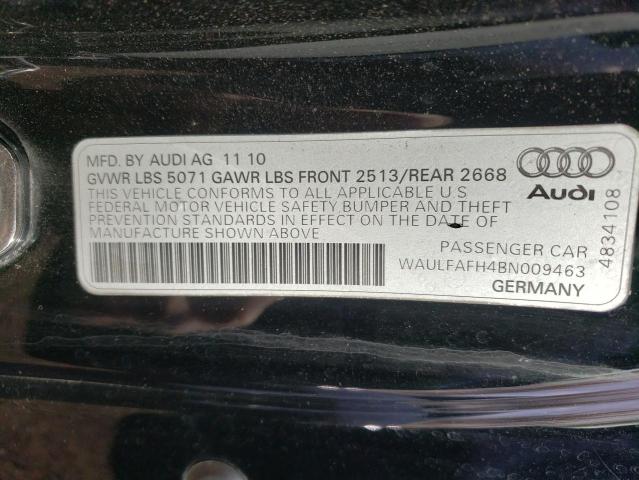 MFD. BY AUDI AG 11 10
GVWR LBS 5071 GAWR LBS FRONT 2513/REAR 2668
THIS VEHICLE CONFORMS TO ALL APPLICABLE U S
FEDERAL MOTOR VEHICLE SAFETY, BUMPER AND THEFT
PREVENTION STANDARDS IN EFFECT ON THE DATE OF
MANUFACTURE SHOWN ABOVE
PASSENGER CAR
WAULFAFH4BN009463
GERMANY
Audi
4834108